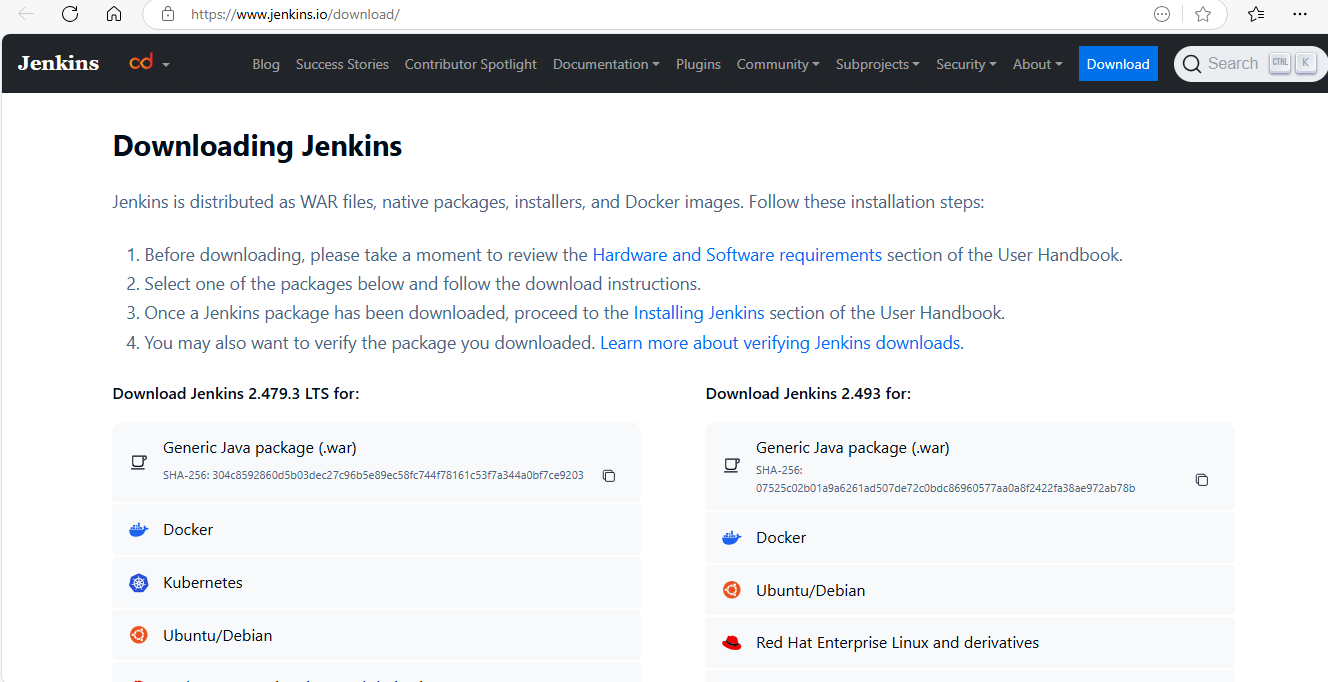 https://www.jenkins.io/download/
Jenkins cd Blog Success Stories Contributor Spotlight Documentation Plugins Community Subprojects Security About Download Search CTRL K
Downloading Jenkins
Jenkins is distributed as WAR files, native packages, installers, and Docker images. Follow these installation steps:
1. Before downloading, please take a moment to review the Hardware and Software requirements section of the User Handbook.
2. Select one of the packages below and follow the download instructions.
3. Once a Jenkins package has been downloaded, proceed to the Installing Jenkins section of the User Handbook.
4. You may also want to verify the package you downloaded. Learn more about verifying Jenkins downloads.
Download Jenkins 2.479.3 LTS for:
Generic Java package (.war)
SHA-256: 304c8592860d5b03dec27c96b5e89ec58fc744f78161c53f7a344a0bf7ce9203
Docker
Kubernetes
Ubuntu/Debian
Download Jenkins 2.493 for:
Generic Java package (.war)
SHA-256:
07525c02b01a9a6261ad507de72c0bdc86960577aa0a8f2422fa38ae972ab78b
Docker
Ubuntu/Debian
Red Hat Enterprise Linux and derivatives